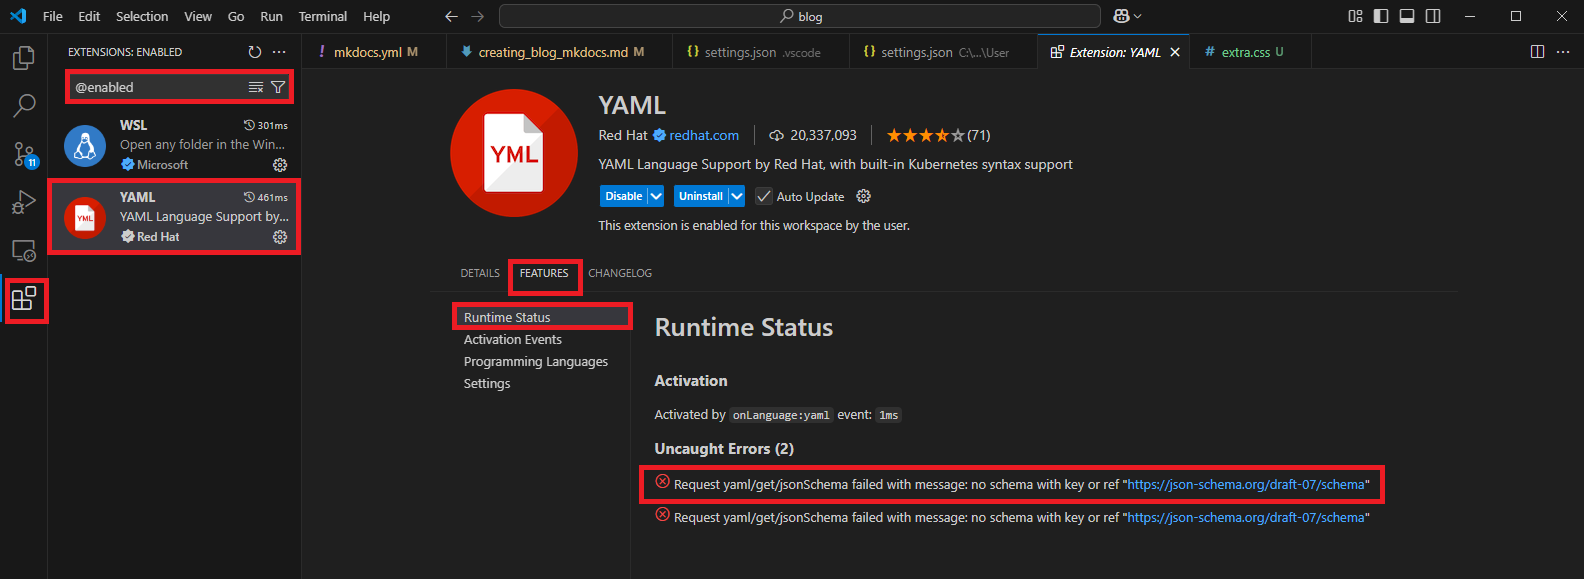 File Edit Selection View Go Run Terminal Help
blog
EXTENSIONS: ENABLED
@enabled
WSL 301ms
Open any folder in the Win...
Microsoft
YAML 461ms
YAML Language Support by...
Red Hat
11
! mkdocs.yml M
creating_blog_mkdocs.md M
{} settings.json .vscode
{} settings.json C:\...\User
Extension: YAML
# extra.css U
YML
YAML
Red Hat redhat.com 20,337,093 (71)
YAML Language Support by Red Hat, with built-in Kubernetes syntax support
Disable Uninstall Auto Update
This extension is enabled for this workspace by the user.
DETAILS FEATURES CHANGELOG
Runtime Status
Activation Events
Programming Languages
Settings
Runtime Status
Activation
Activated by onLanguage:yaml event: 1ms
Uncaught Errors (2)
Request yaml/get/jsonSchema failed with message: no schema with key or ref "https://json-schema.org/draft-07/schema"
Request yaml/get/jsonSchema failed with message: no schema with key or ref "https://json-schema.org/draft-07/schema"